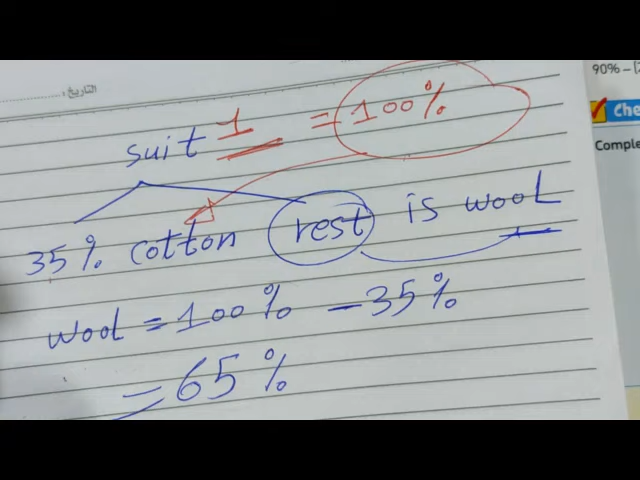 التاريخ:
90% –
suit 1 = 100%
Che
Comple
35% cotton rest is wool
wool = 100% – 35%
= 65%